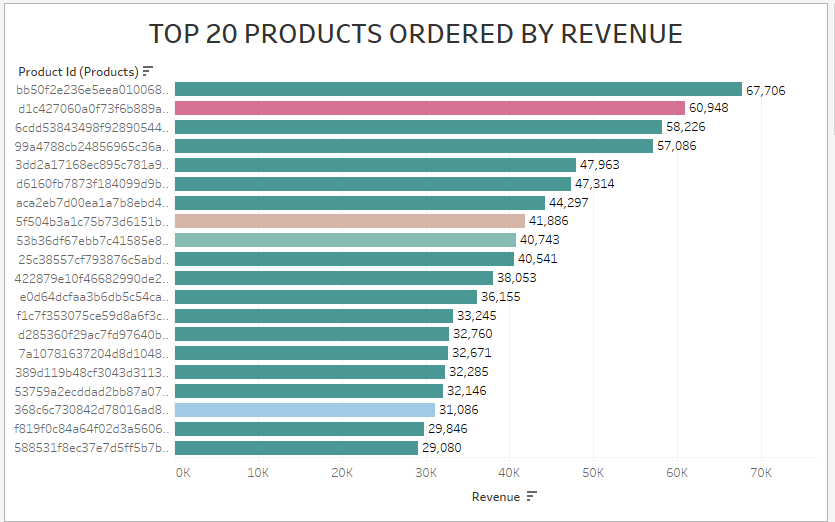 TOP 20 PRODUCTS ORDERED BY REVENUE
Product Id (Products)
bb50f2e236e5eea010068.. 67,706
d1c427060a0f73f6b889a.. 60,948
6cdd53843498f92890544.. 58,226
99a4788cb24856965c36a.. 57,086
3dd2a17168ec895c781a9.. 47,963
d6160fb7873f184099d9b.. 47,314
aca2eb7d00ea1a7b8ebd4.. 44,297
5f504b3a1c75b73d6151b.. 41,886
53b36df67ebb7c41585e8.. 40,743
25c38557cf793876c5abd.. 40,541
422879e10f46682990de2.. 38,053
e0d64dcfaa3b6db5c54ca.. 36,155
f1c7f353075ce59d8a6f3c.. 33,245
d285360f29ac7fd97640b.. 32,760
7a10781637204d8d1048.. 32,671
389d119b48cf3043d3113.. 32,285
53759a2ecddad2bb87a07.. 32,146
368c6c730842d78016ad8.. 31,086
f819f0c84a64f02d3a5606.. 29,846
588531f8ec37e7d5ff5b7b.. 29,080
0K 10K 20K 30K 40K 50K 60K 70K
Revenue